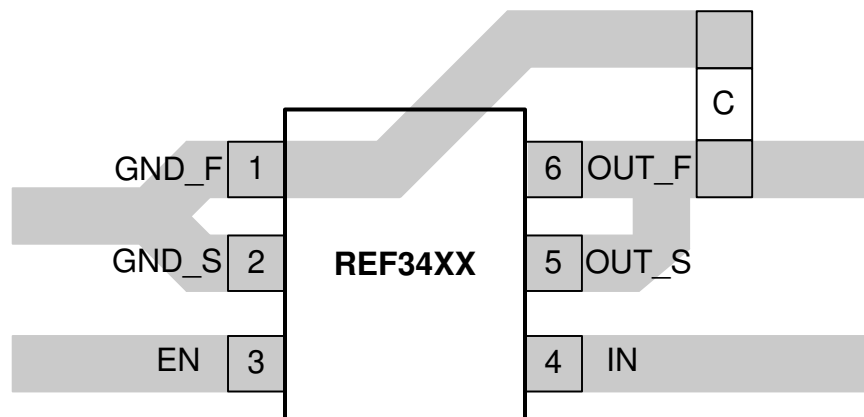 C
GND_F 1 6 OUT_F
GND_S 2 REF34XX 5 OUT_S
EN 3 4 IN